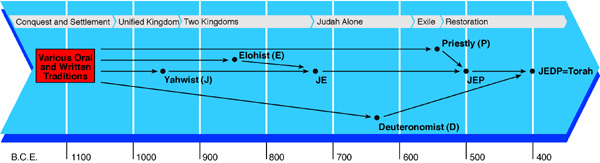 Conquest and Settlement Unified Kingdom Two Kingdoms Judah Alone Exile Restoration
Various Oral
and Written
Traditions
Priestly (P)
Elohist (E)
Yahwist (J)
JE
JEP
JEDP=Torah
Deuteronomist (D)
B.C.E. 1100 1000 900 800 700 600 500 400